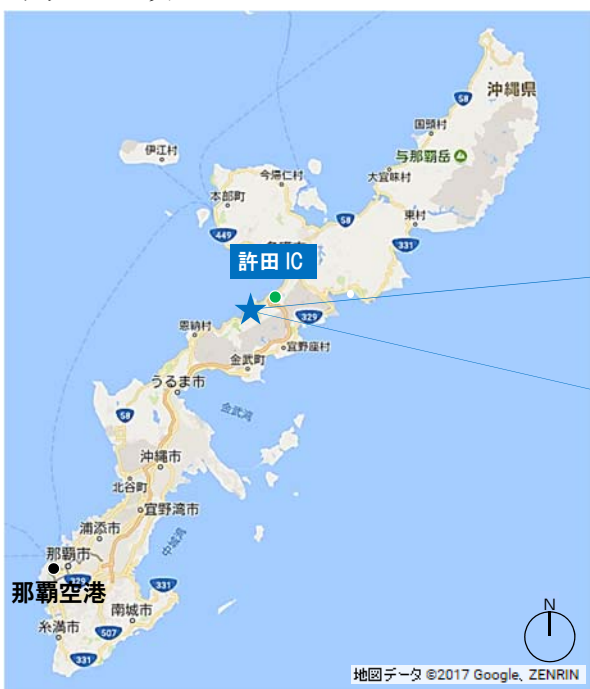 沖縄県
58
国頭村
与那覇岳
伊江村
今帰仁村
大宜味村
本部町
東村
58
449
331
許田 IC
329
恩納村
宜野座村
金武町
うるま市
金武湾
58
沖縄市
北谷町
宜野湾市
浦添市
中城湾
那覇市
329
331
那覇空港
南城市
糸満市
507
331
N
地図データ ©2017 Google、ZENRIN